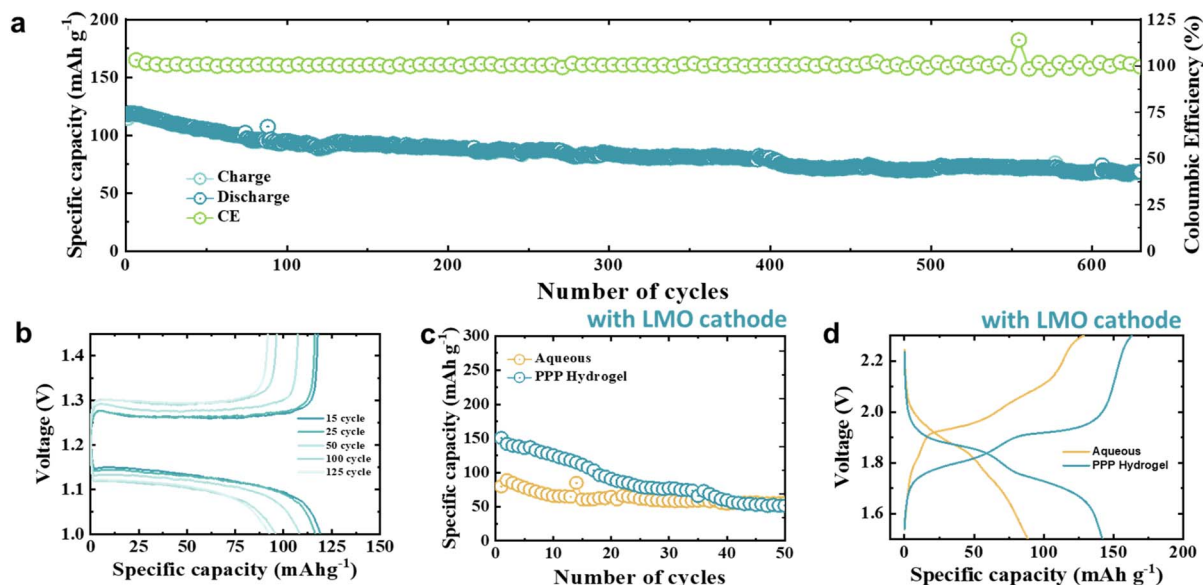 a
200
150
100
50
0
Specific capacity (mAh g⁻¹)
125
100
75
50
25
0
Coloumbic Efficiency (%)
Charge
Discharge
CE
0 100 200 300 400 500 600
Number of cycles
b
1.4
1.3
1.2
1.1
1.0
Voltage (V)
15 cycle
25 cycle
50 cycle
100 cycle
125 cycle
0 25 50 75 100 125 150
Specific capacity (mAhg⁻¹)
c
with LMO cathode
300
250
200
150
100
50
0
Specific capacity (mAh g⁻¹)
Aqueous
PPP Hydrogel
0 10 20 30 40 50
Number of cycles
d
with LMO cathode
2.2
2.0
1.8
1.6
Voltage (V)
Aqueous
PPP Hydrogel
0 50 100 150 200
Specific capacity (mAh g⁻¹)